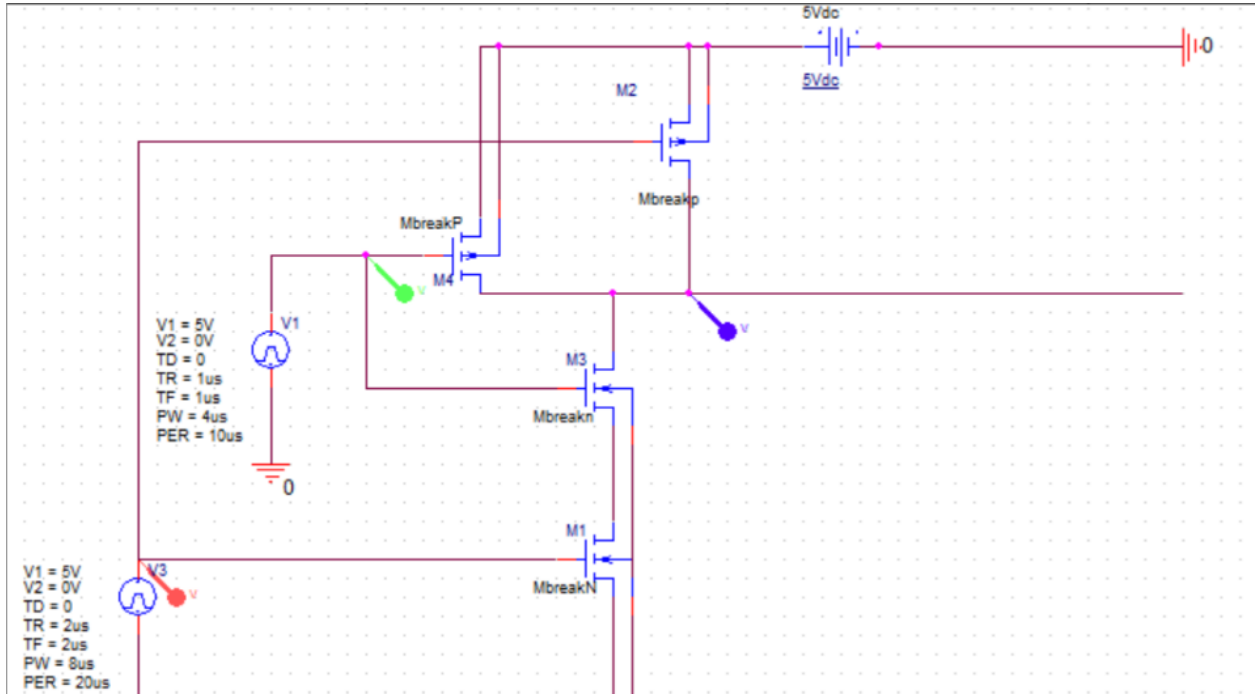 5Vdc
0
5Vdc
M2
Mbreakp
MbreakP
M4
V
V1
V1 = 5V
V2 = 0V
TD = 0
TR = 1us
TF = 1us
PW = 4us
PER = 10us
V
M3
Mbreakn
0
M1
MbreakN
V3
V
V1 = 5V
V2 = 0V
TD = 0
TR = 2us
TF = 2us
PW = 8us
PER = 20us